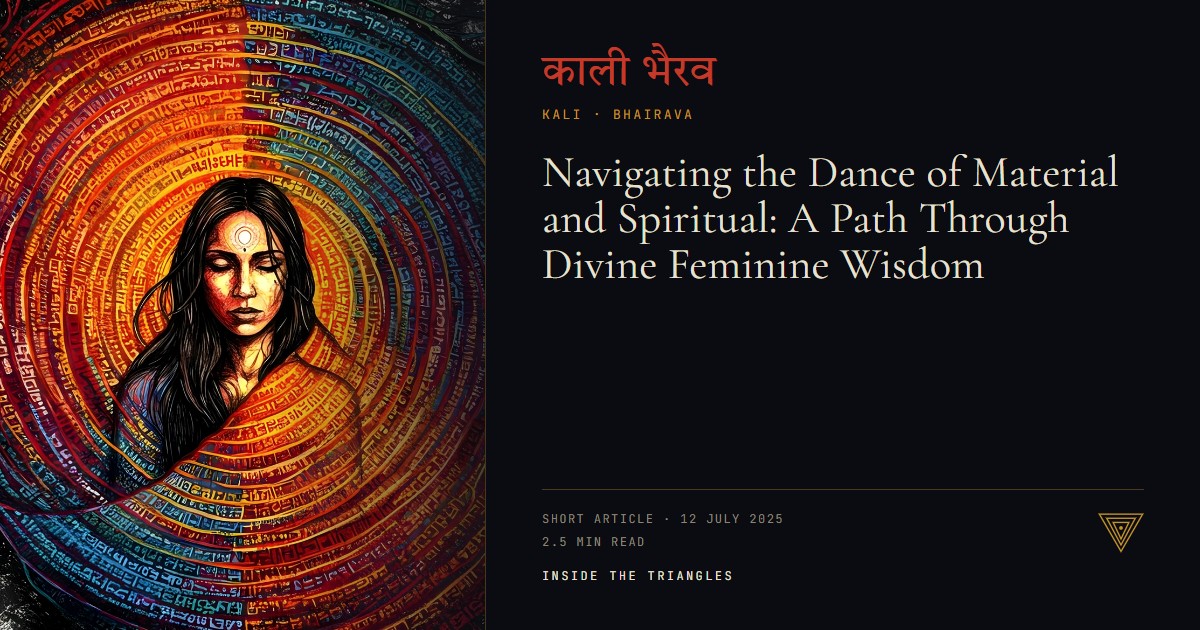 काली भैरव
KALI · BHAIRAVA
Navigating the Dance of Material
and Spiritual: A Path Through
Divine Feminine Wisdom
SHORT ARTICLE · 12 JULY 2025
2.5 MIN READ
INSIDE THE TRIANGLES